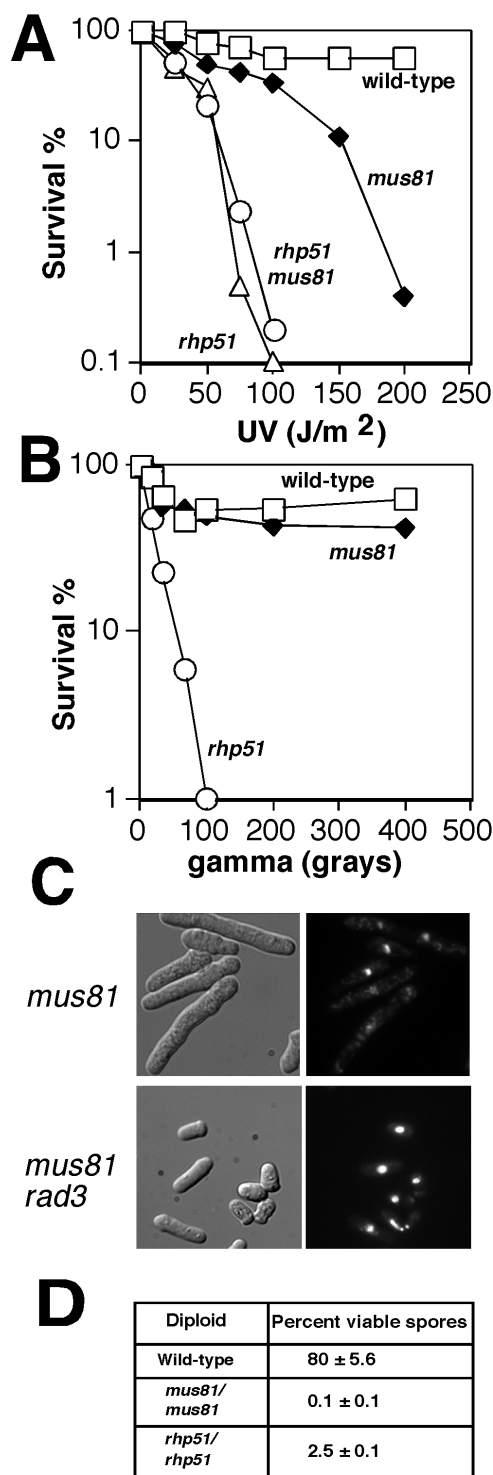 A
100
10
1
0.1
Survival %
wild-type
mus81
rhp51
mus81
rhp51
0 50 100 150 200 250
UV (J/m 2)
B
100
10
1
Survival %
wild-type
mus81
rhp51
0 100 200 300 400 500
gamma (grays)
C
mus81
mus81
rad3
D
Diploid Percent viable spores
Wild-type 80 ± 5.6
mus81/
mus81 0.1 ± 0.1
rhp51/
rhp51 2.5 ± 0.1